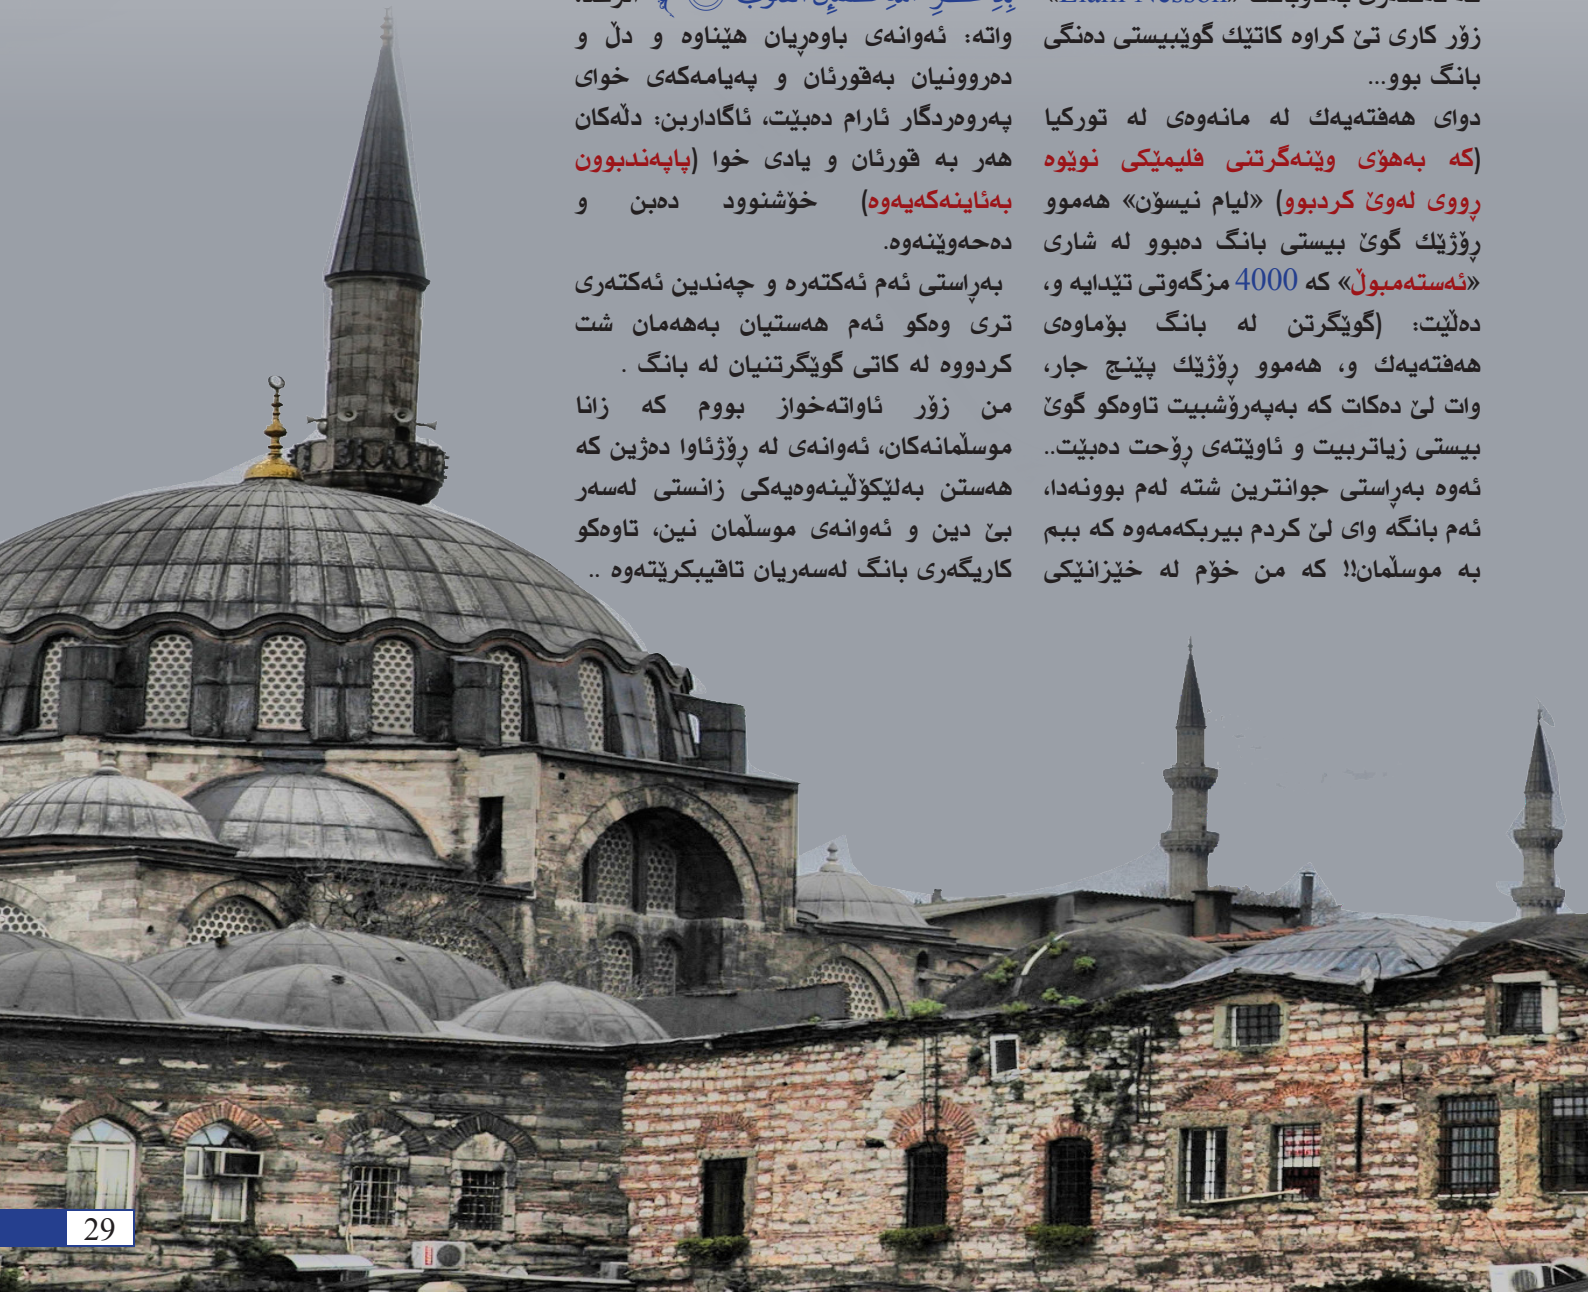 زۆر کاری تێ کراوە کاتێك گوێبیستی دەنگی
بانگ بوو...
دوای هەفتەیەك لە مانەوەی لە تورکیا
(کە بەهۆی وێنەگرتنی فلیمێکی نوێوە
ڕووی لەوێ کردبوو) «لیام نیسۆن» هەموو
ڕۆژێك گوێ بیستی بانگ دەبوو لە شاری
«ئەستەمبوڵ» کە 4000 مزگەوتی تێدایە و،
دەڵێت: (گوێگرتن لە بانگ بۆماوەی
هەفتەیەك و، هەموو ڕۆژێك پێنج جار،
وات لێ دەکات کە بەپەرۆشبیت تاوەکو گوێ
بیستی زیاتربیت و ئاوێتەی ڕۆحت دەبێت..
ئەوە بەڕاستی جوانترین شتە لەم بوونەدا،
ئەم بانگە وای لێ کردم بیربکەمەوە کە ببم
بە موسڵمان!! کە من خۆم لە خێزانێکی
واتە: ئەوانەی باوەڕیان هێناوە و دڵ و
دەروونیان بەقورئان و پەیامەکەی خوای
پەروەردگار ئارام دەبێت، ئاگاداربن: دڵەکان
هەر بە قورئان و یادی خوا (پاپەندبوون
بەئاینەکەیەوە) خۆشنوود دەبن و
دەحەوێنەوە.
بەڕاستی ئەم ئەکتەرە و چەندین ئەکتەری
تری وەکو ئەم هەستیان بەهەمان شت
کردووە لە کاتی گوێگرتنیان لە بانگ .
من زۆر ئاواتەخواز بووم کە زانا
موسڵمانەکان، ئەوانەی لە ڕۆژئاوا دەژین کە
هەستن بەلێکۆڵینەوەیەکی زانستی لەسەر
بێ دین و ئەوانەی موسڵمان نین، تاوەکو
کاریگەری بانگ لەسەریان تاقیبکرێتەوە ..
29